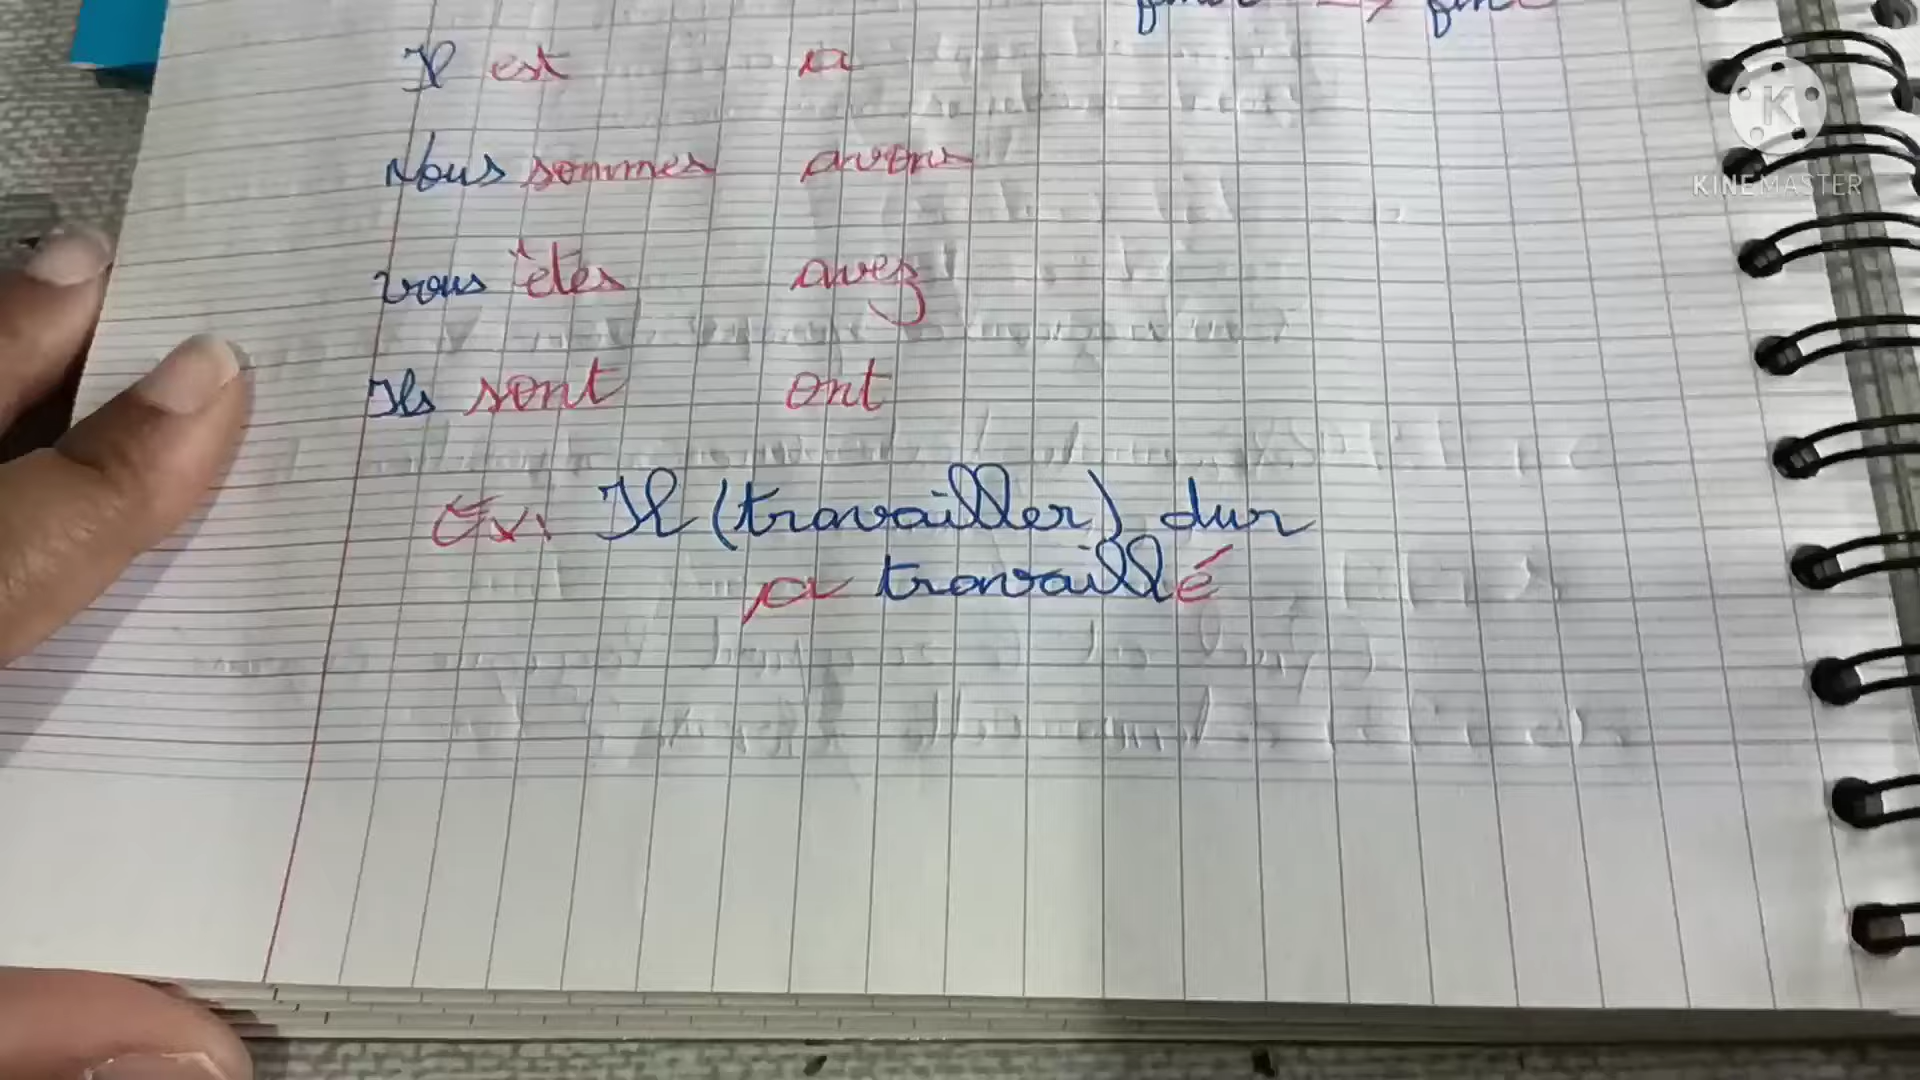 Il est a
Nous sommes avons
vous êtes avez
Ils sont ont
Ex: Il (travailler) dur
a travaillé
KINEMASTER